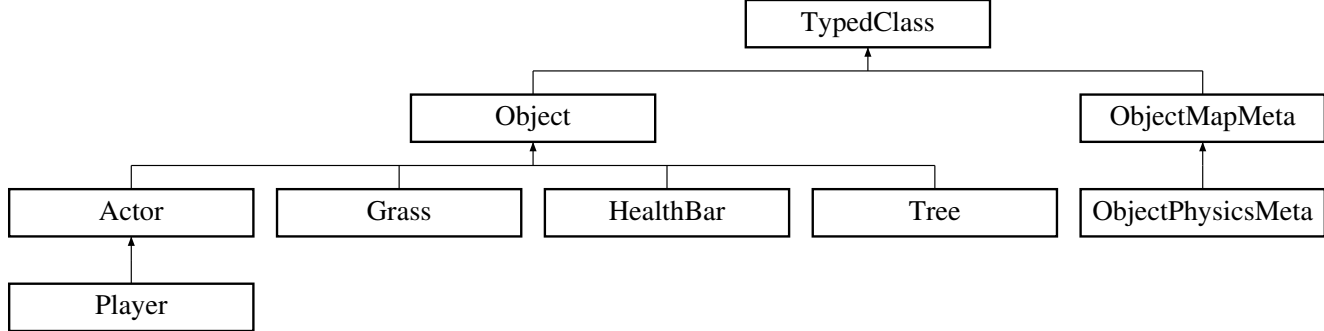 TypedClass
Object
ObjectMapMeta
Actor
Grass
HealthBar
Tree
ObjectPhysicsMeta
Player